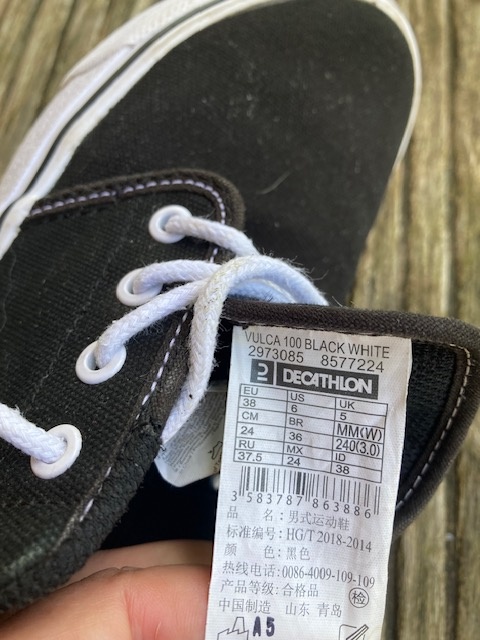 VULCA 100 BLACK WHITE
2973085 8577224
DECATHLON
EU US UK
38 6 5
CM BR MM(W)
24 36 240(3.0)
RU MX ID
37.5 24 38
3 583787 863886
品 名：男式运动鞋
标准编号：HG/T 2018-2014
颜 色：黑色
热线电话：0086-4009-109-109
产品等级：合格品
中国制造 山东 青岛
检
A5